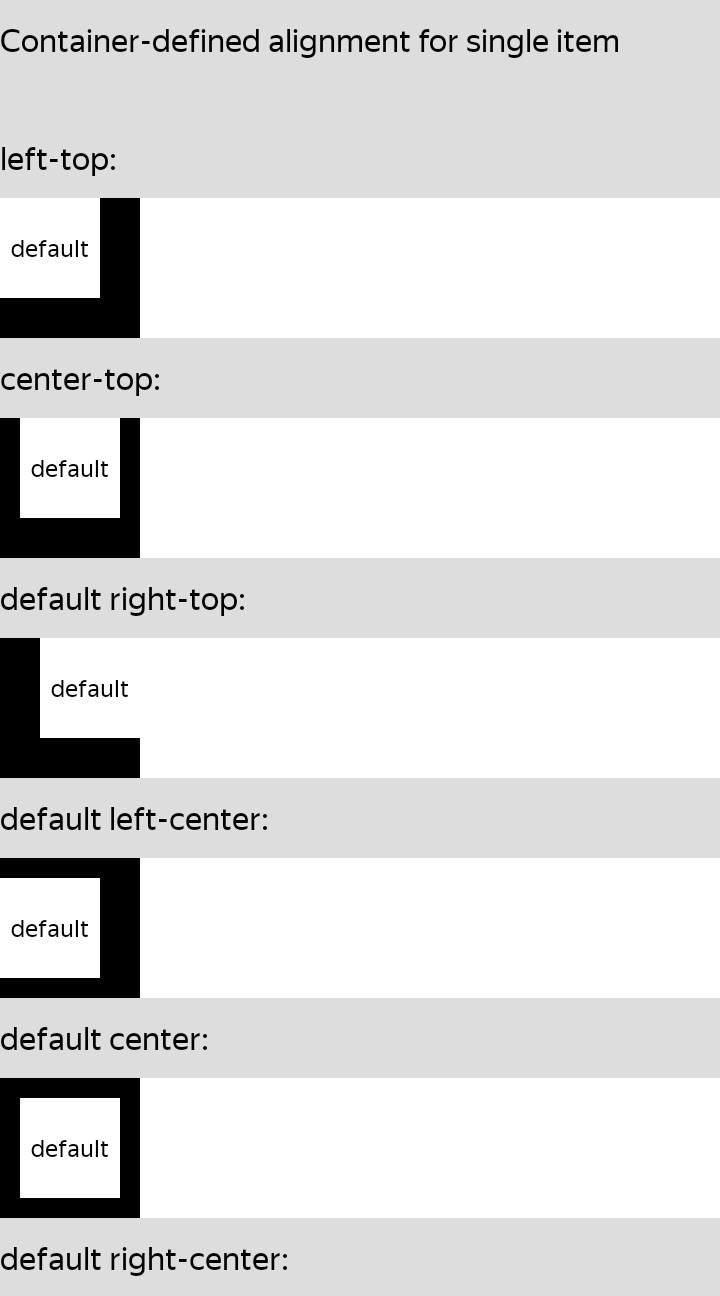 Container-defined alignment for single item
left-top:
default
center-top:
default
default right-top:
default
default left-center:
default
default center:
default
default right-center: